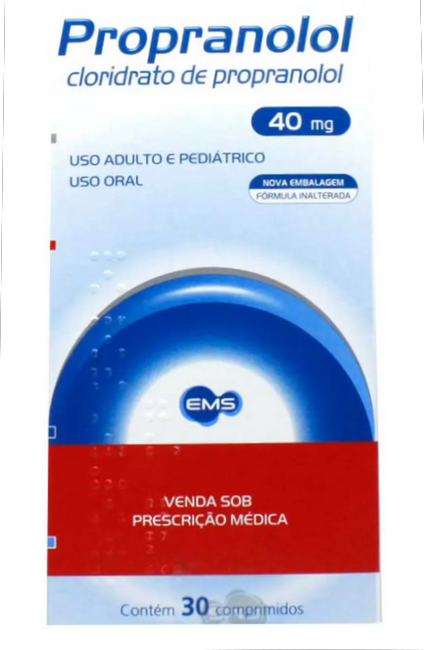 Propranolol
cloridrato de propranolol
40 mg
USO ADULTO E PEDIÁTRICO
USO ORAL
NOVA EMBALAGEM
FÓRMULA INALTERADA
EMS
VENDA SOB
PRESCRIÇÃO MÉDICA
Contém 30 comprimidos